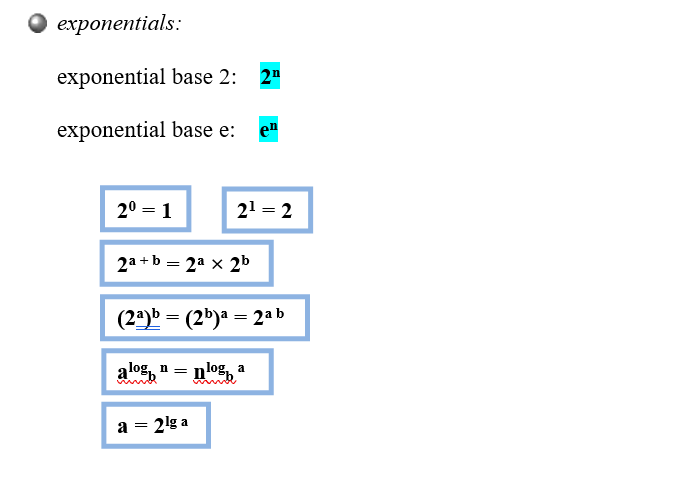 exponentials:
exponential base 2: 2ⁿ
exponential base e: eⁿ
2⁰ = 1 2¹ = 2
2ᵃ ⁺ ᵇ = 2ᵃ × 2ᵇ
(2ᵃ)ᵇ = (2ᵇ)ᵃ = 2ᵃ ᵇ
a^log_b n = n^log_b a
a = 2^lg a